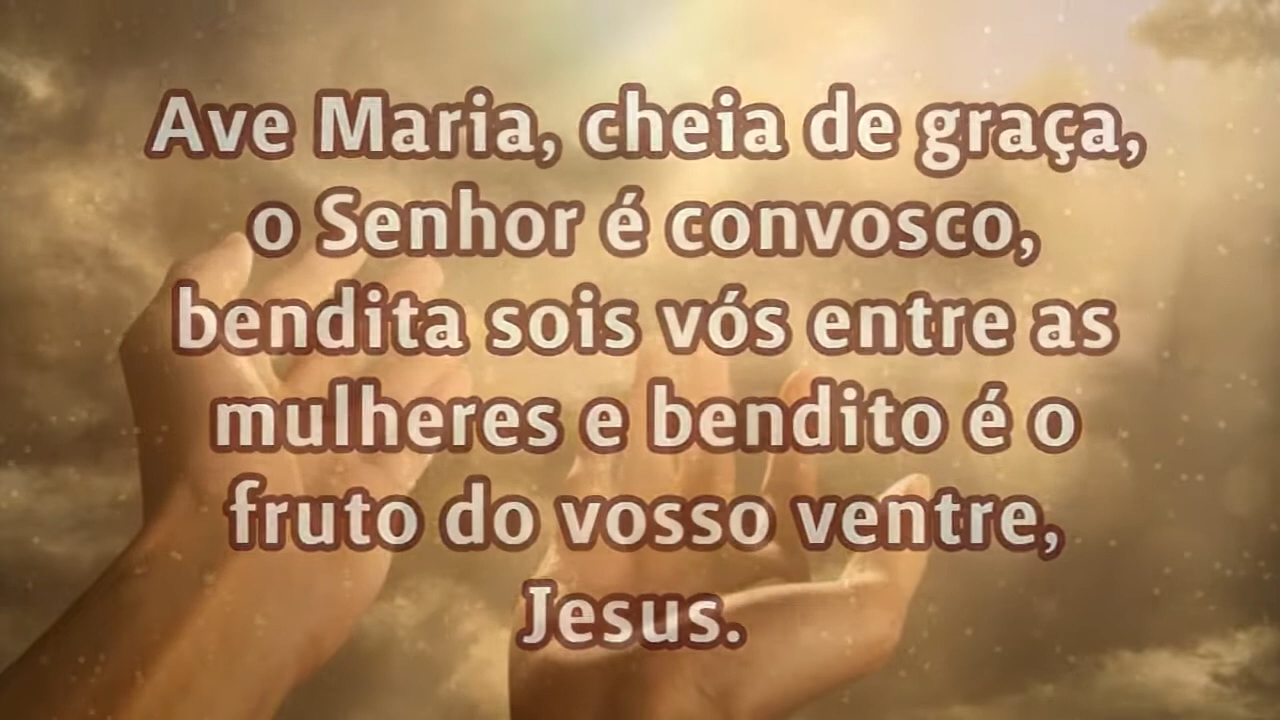 Ave Maria, cheia de graça,
o Senhor é convosco,
bendita sois vós entre as
mulheres e bendito é o
fruto do vosso ventre,
Jesus.